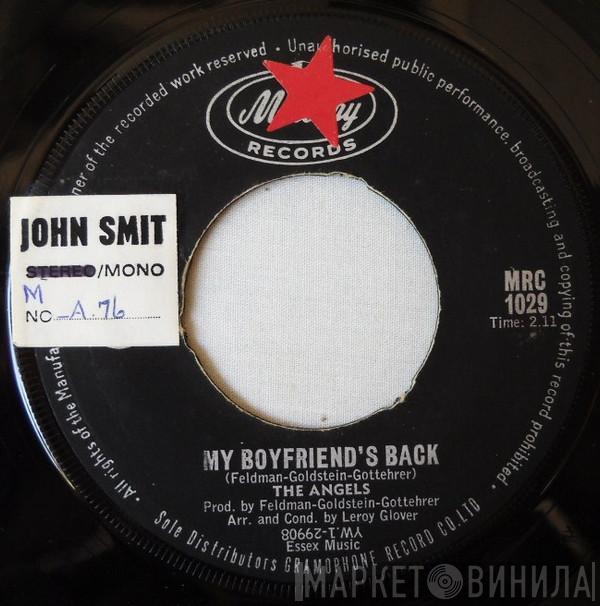 Mercury
RECORDS
JOHN SMIT
STEREO/MONO
M
NO A.76
MRC
1029
Time: 2.11
MY BOYFRIEND'S BACK
(Feldman-Goldstein-Gottehrer)
THE ANGELS
Prod. by Feldman-Goldstein-Gottehrer
Arr. and Cond. by Leroy Glover
YW.1-29908
Essex Music
• All rights of the Manufa ner of the recorded work reserved • Unauthorised public performance, broadcasting and copying of this record prohibited •
Sole Distributors GRAMOPHONE RECORD CO. LTD
МАРКЕТ ВИНИЛА